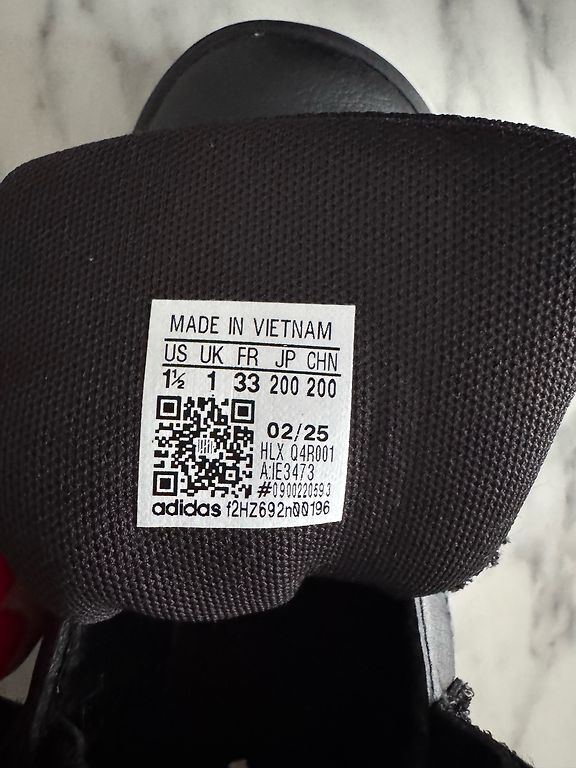 MADE IN VIETNAM
US UK FR JP CHN
1½ 1 33 200 200
02/25
HLX Q4R001
A:IE3473
#0900220593
adidas f2HZ692n00196